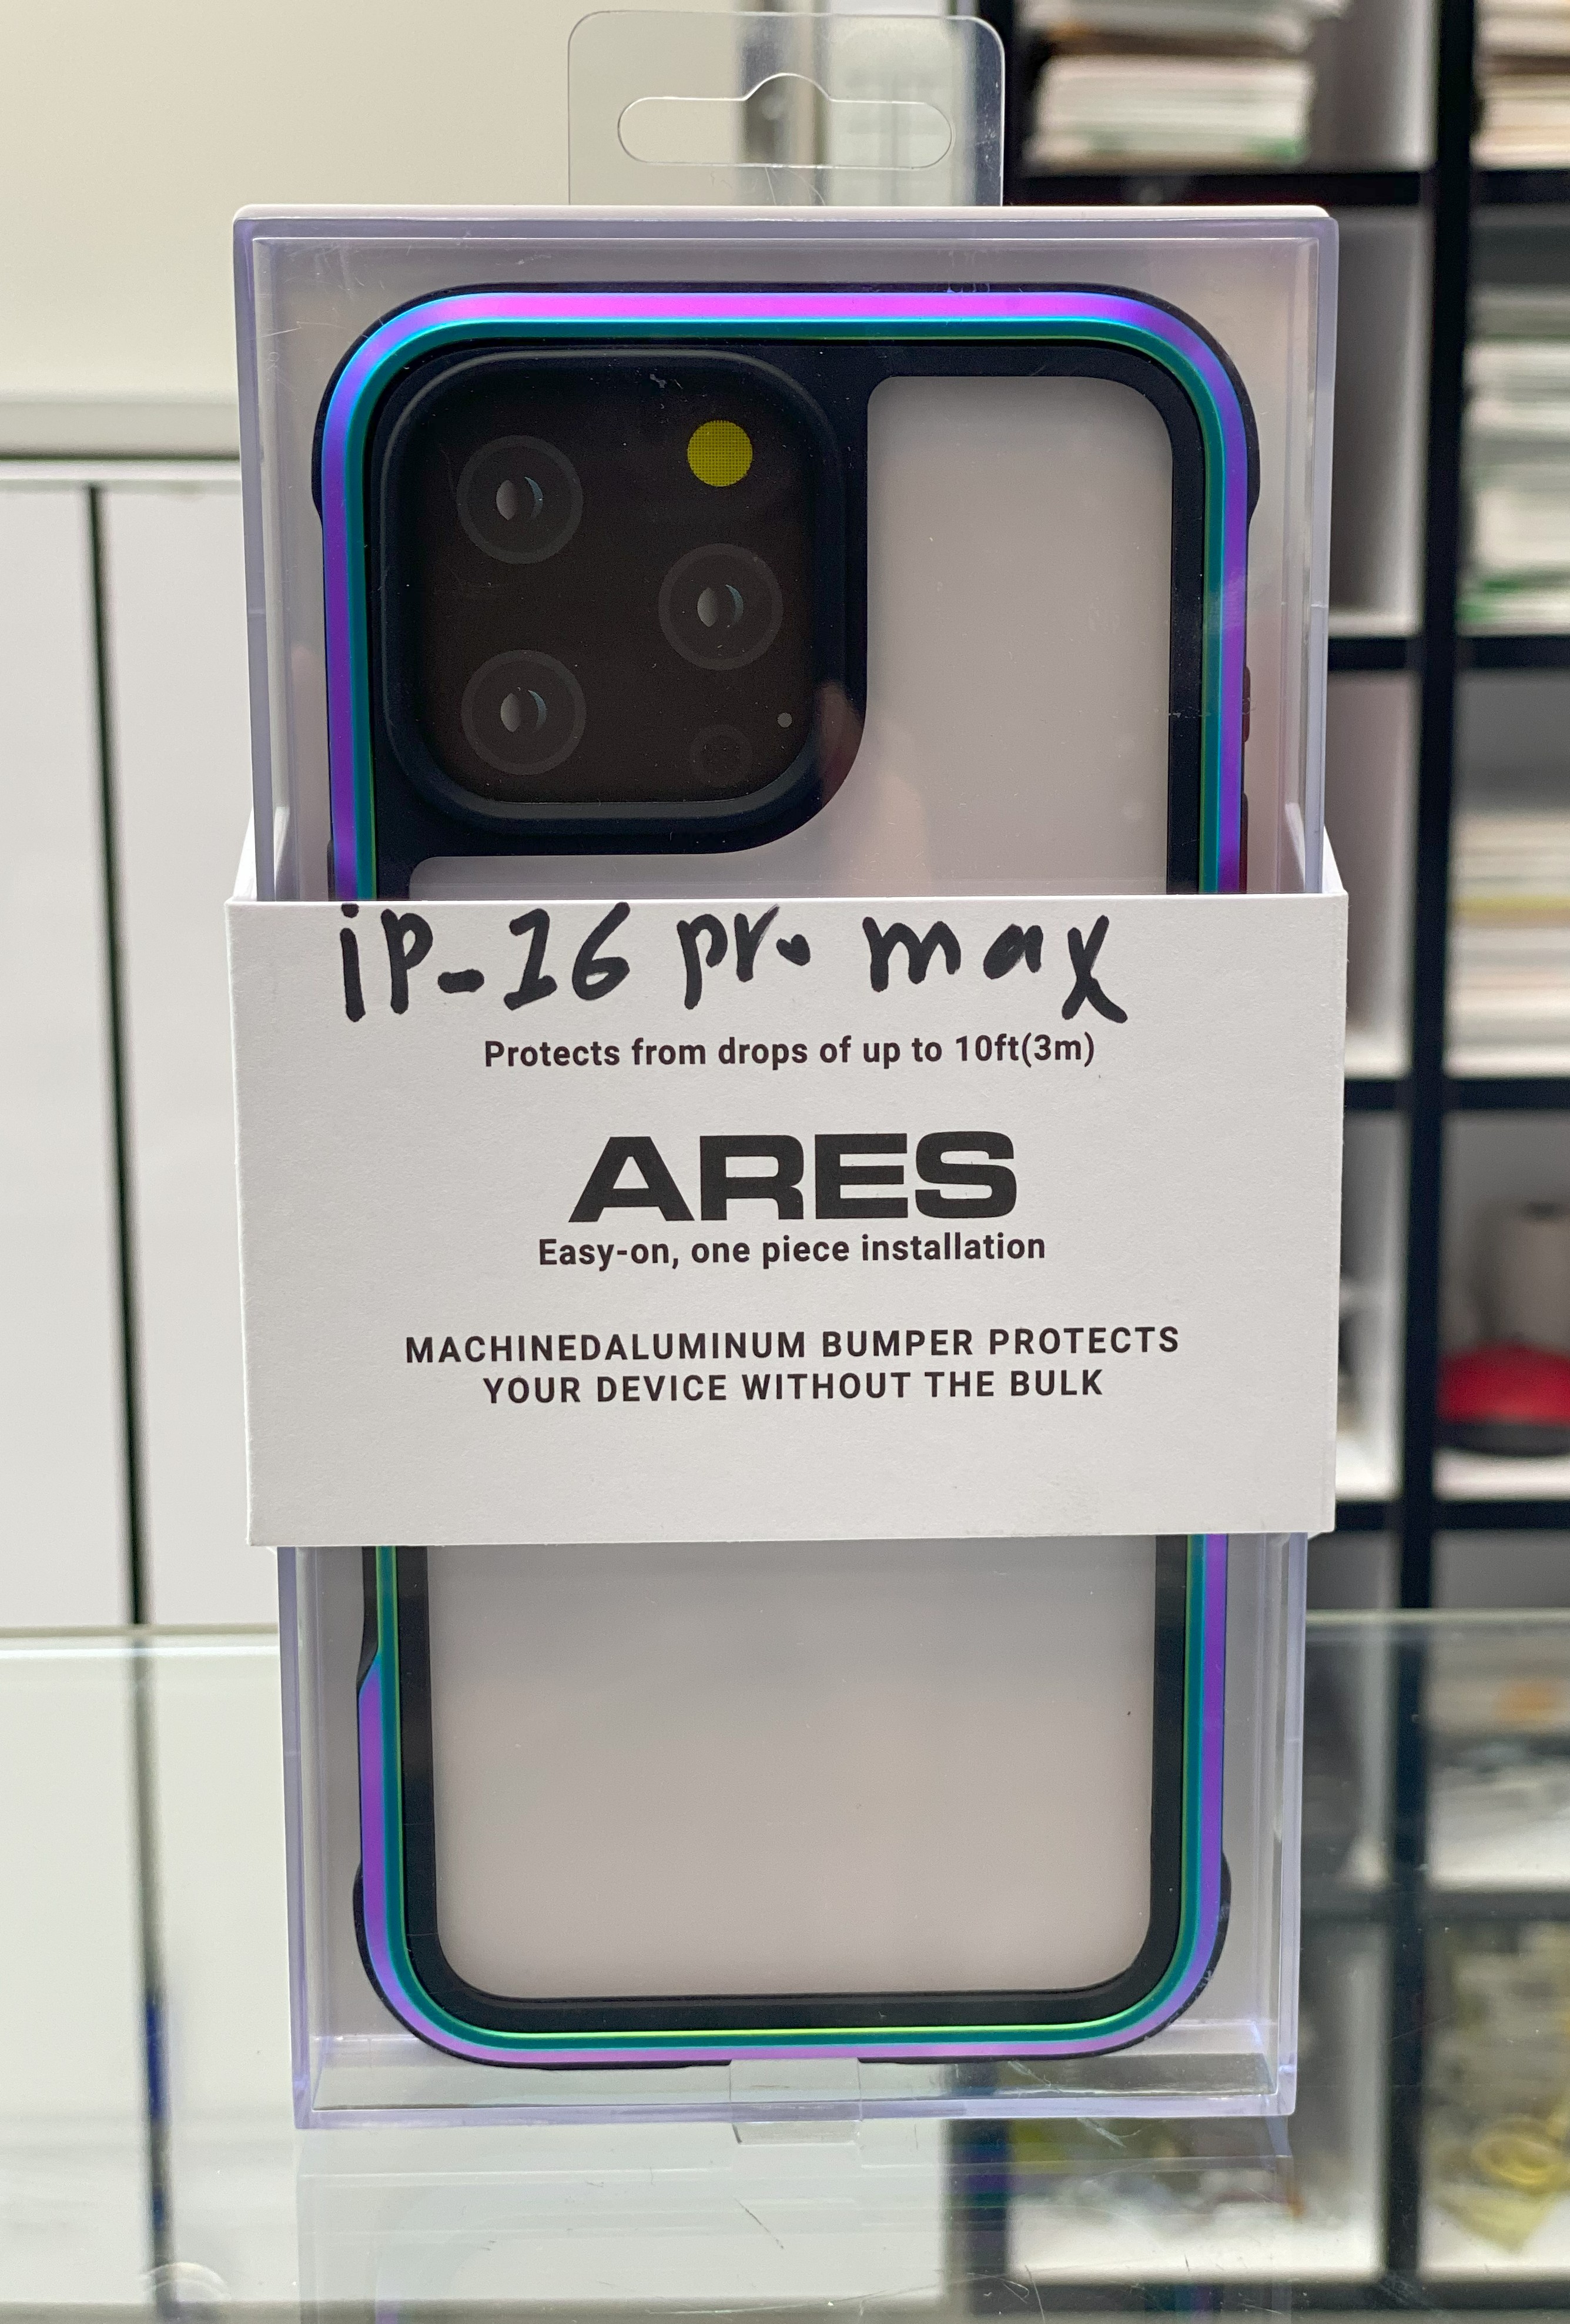 iP-16 pro max
Protects from drops of up to 10ft(3m)
ARES
Easy-on, one piece installation
MACHINEDALUMINUM BUMPER PROTECTS
YOUR DEVICE WITHOUT THE BULK